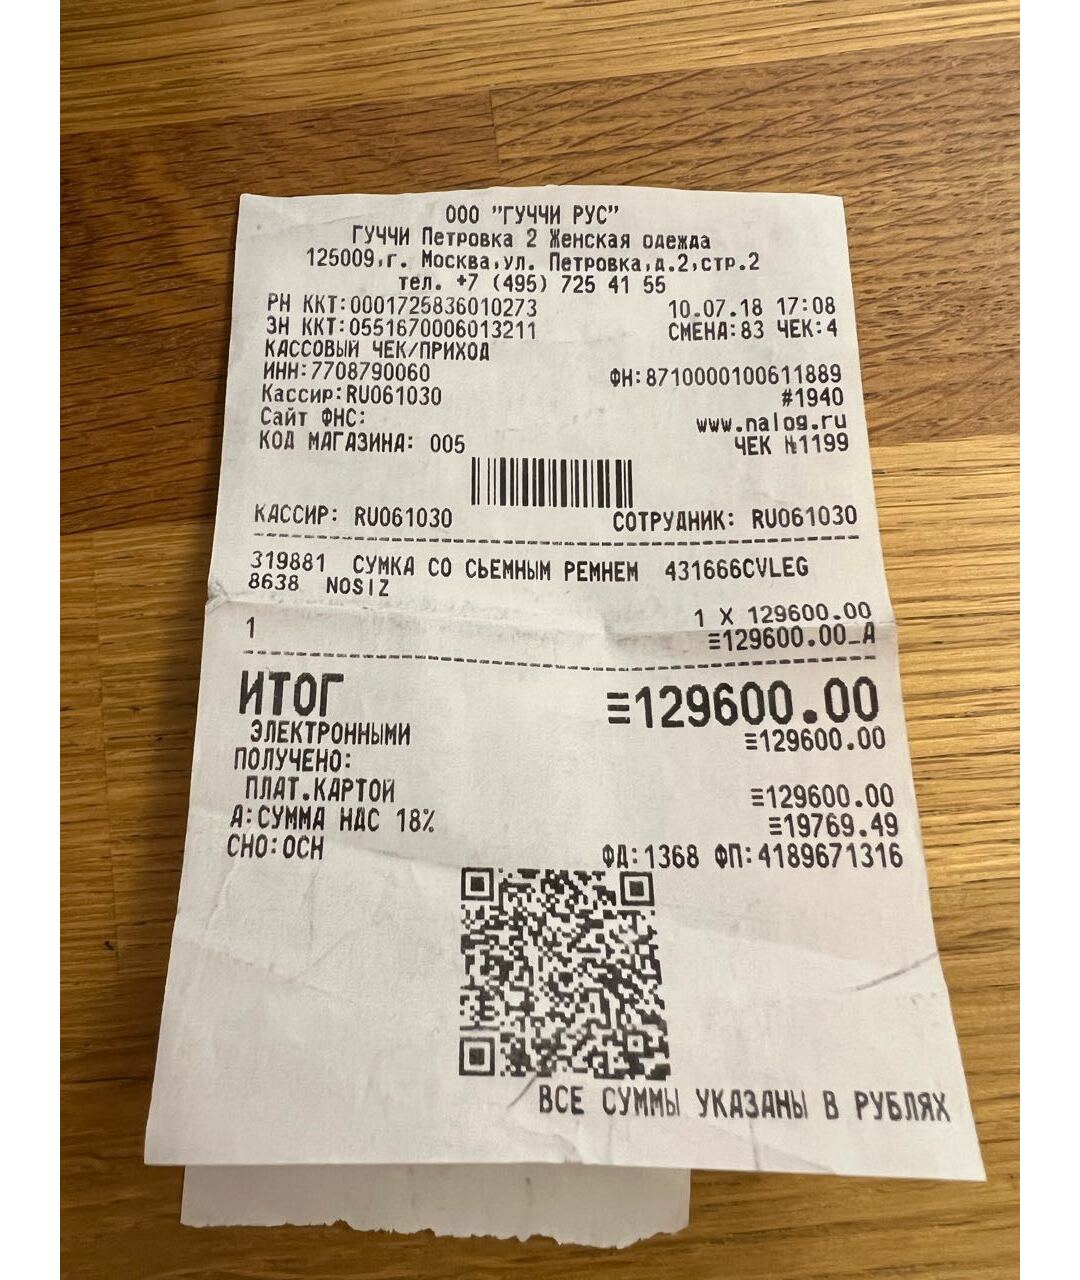 ООО "ГУЧЧИ РУС"
ГУЧЧИ Петровка 2 Женская одежда
125009,г. Москва,ул. Петровка,д.2,стр.2
тел. +7 (495) 725 41 55
РН ККТ:0001725836010273 10.07.18 17:08
ЗН ККТ:0551670006013211 СМЕНА:83 ЧЕК:4
КАССОВЫЙ ЧЕК/ПРИХОД
ИНН:7708790060 ФН:8710000100611889
Кассир:RU061030 #1940
Сайт ФНС: www.nalog.ru
КОД МАГАЗИНА: 005 ЧЕК №1199
КАССИР: RU061030 СОТРУДНИК: RU061030
319881 СУМКА СО СЬЕМНЫМ РЕМНЕМ 431666CVLEG
8638 NOSIZ
1 X 129600.00
1 ≡129600.00_А
ИТОГ ≡129600.00
ЭЛЕКТРОННЫМИ ≡129600.00
ПОЛУЧЕНО:
ПЛАТ.КАРТОЙ ≡129600.00
А:СУММА НДС 18% ≡19769.49
СНО:ОСН ФД:1368 ФП:4189671316
ВСЕ СУММЫ УКАЗАНЫ В РУБЛЯХ